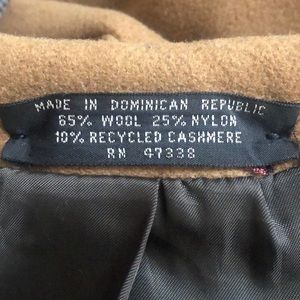 MADE IN DOMINICAN REPUBLIC
65% WOOL 25% NYLON
10% RECYCLED CASHMERE
RN 47338